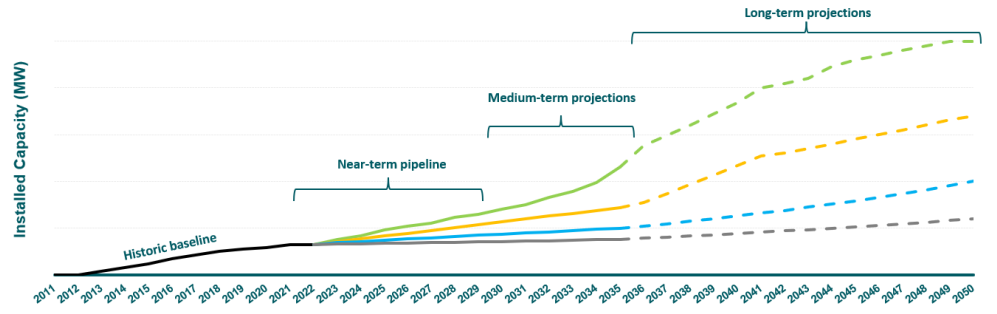 Long-term projections
Medium-term projections
Near-term pipeline
Historic baseline
Installed Capacity (MW)
2011 2012 2013 2014 2015 2016 2017 2018 2019 2020 2021 2022 2023 2024 2025 2026 2027 2028 2029 2030 2031 2032 2033 2034 2035 2036 2037 2038 2039 2040 2041 2042 2043 2044 2045 2046 2047 2048 2049 2050